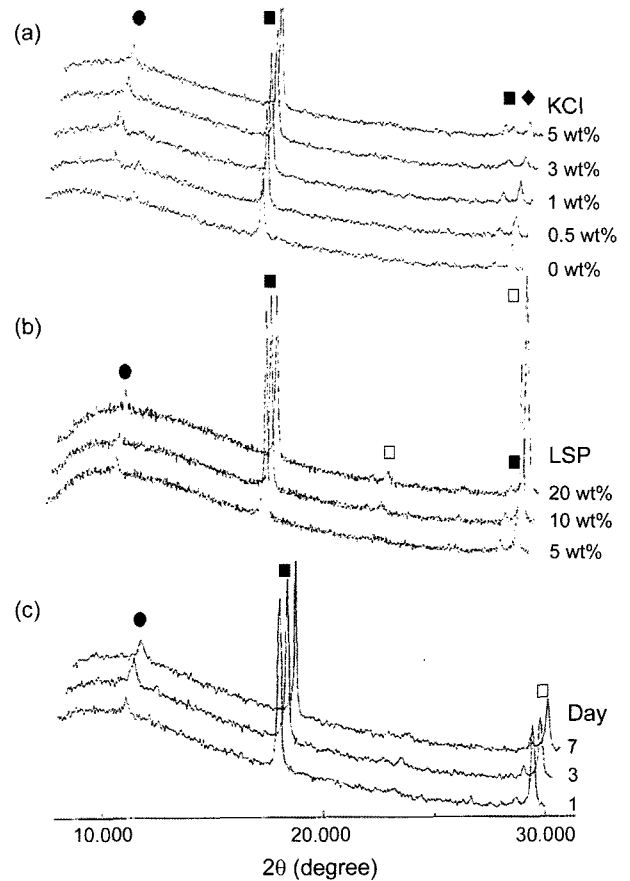 (a)
KCl
5 wt%
3 wt%
1 wt%
0.5 wt%
0 wt%
(b)
LSP
20 wt%
10 wt%
5 wt%
(c)
Day
7
3
1
10.000 20.000 30.000
2θ (degree)